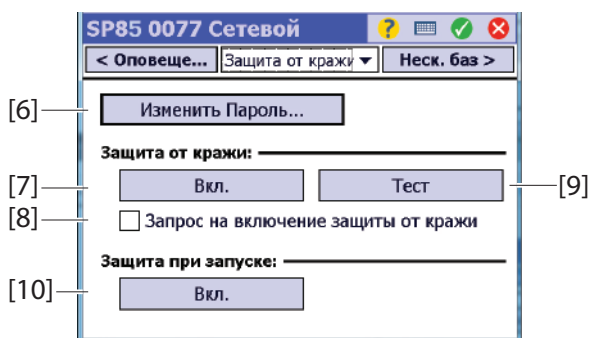 SP85 0077 Сетевой ?
< Оповеще... Защита от кражи Неск. баз >
[6] Изменить Пароль...
Защита от кражи:
[7] Вкл. Тест [9]
[8] Запрос на включение защиты от кражи
Защита при запуске:
[10] Вкл.